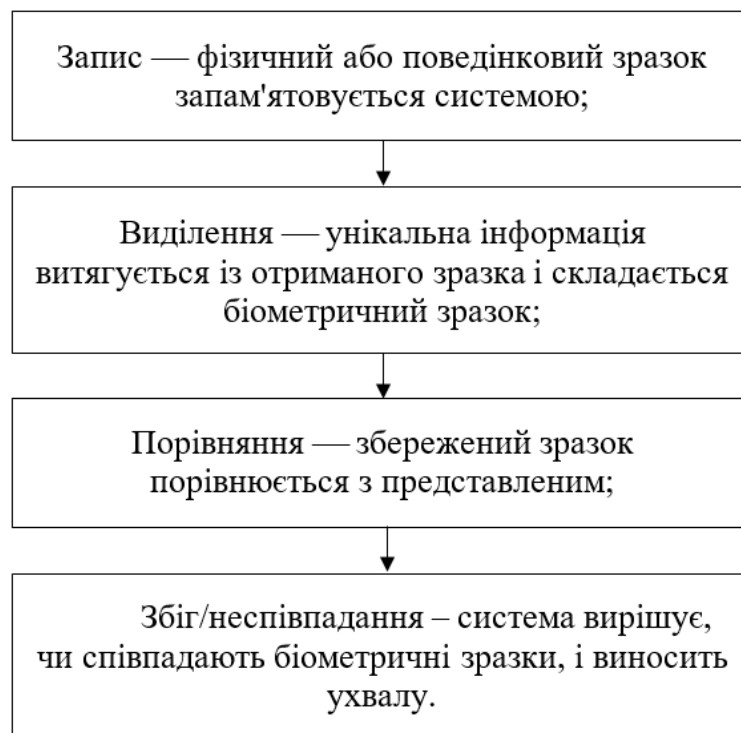 Запис — фізичний або поведінковий зразок
запам'ятовується системою;
Виділення — унікальна інформація
витягується із отриманого зразка і складається
біометричний зразок;
Порівняння — збережений зразок
порівнюється з представленим;
Збіг/неспівпадання – система вирішує,
чи співпадають біометричні зразки, і виносить
ухвалу.